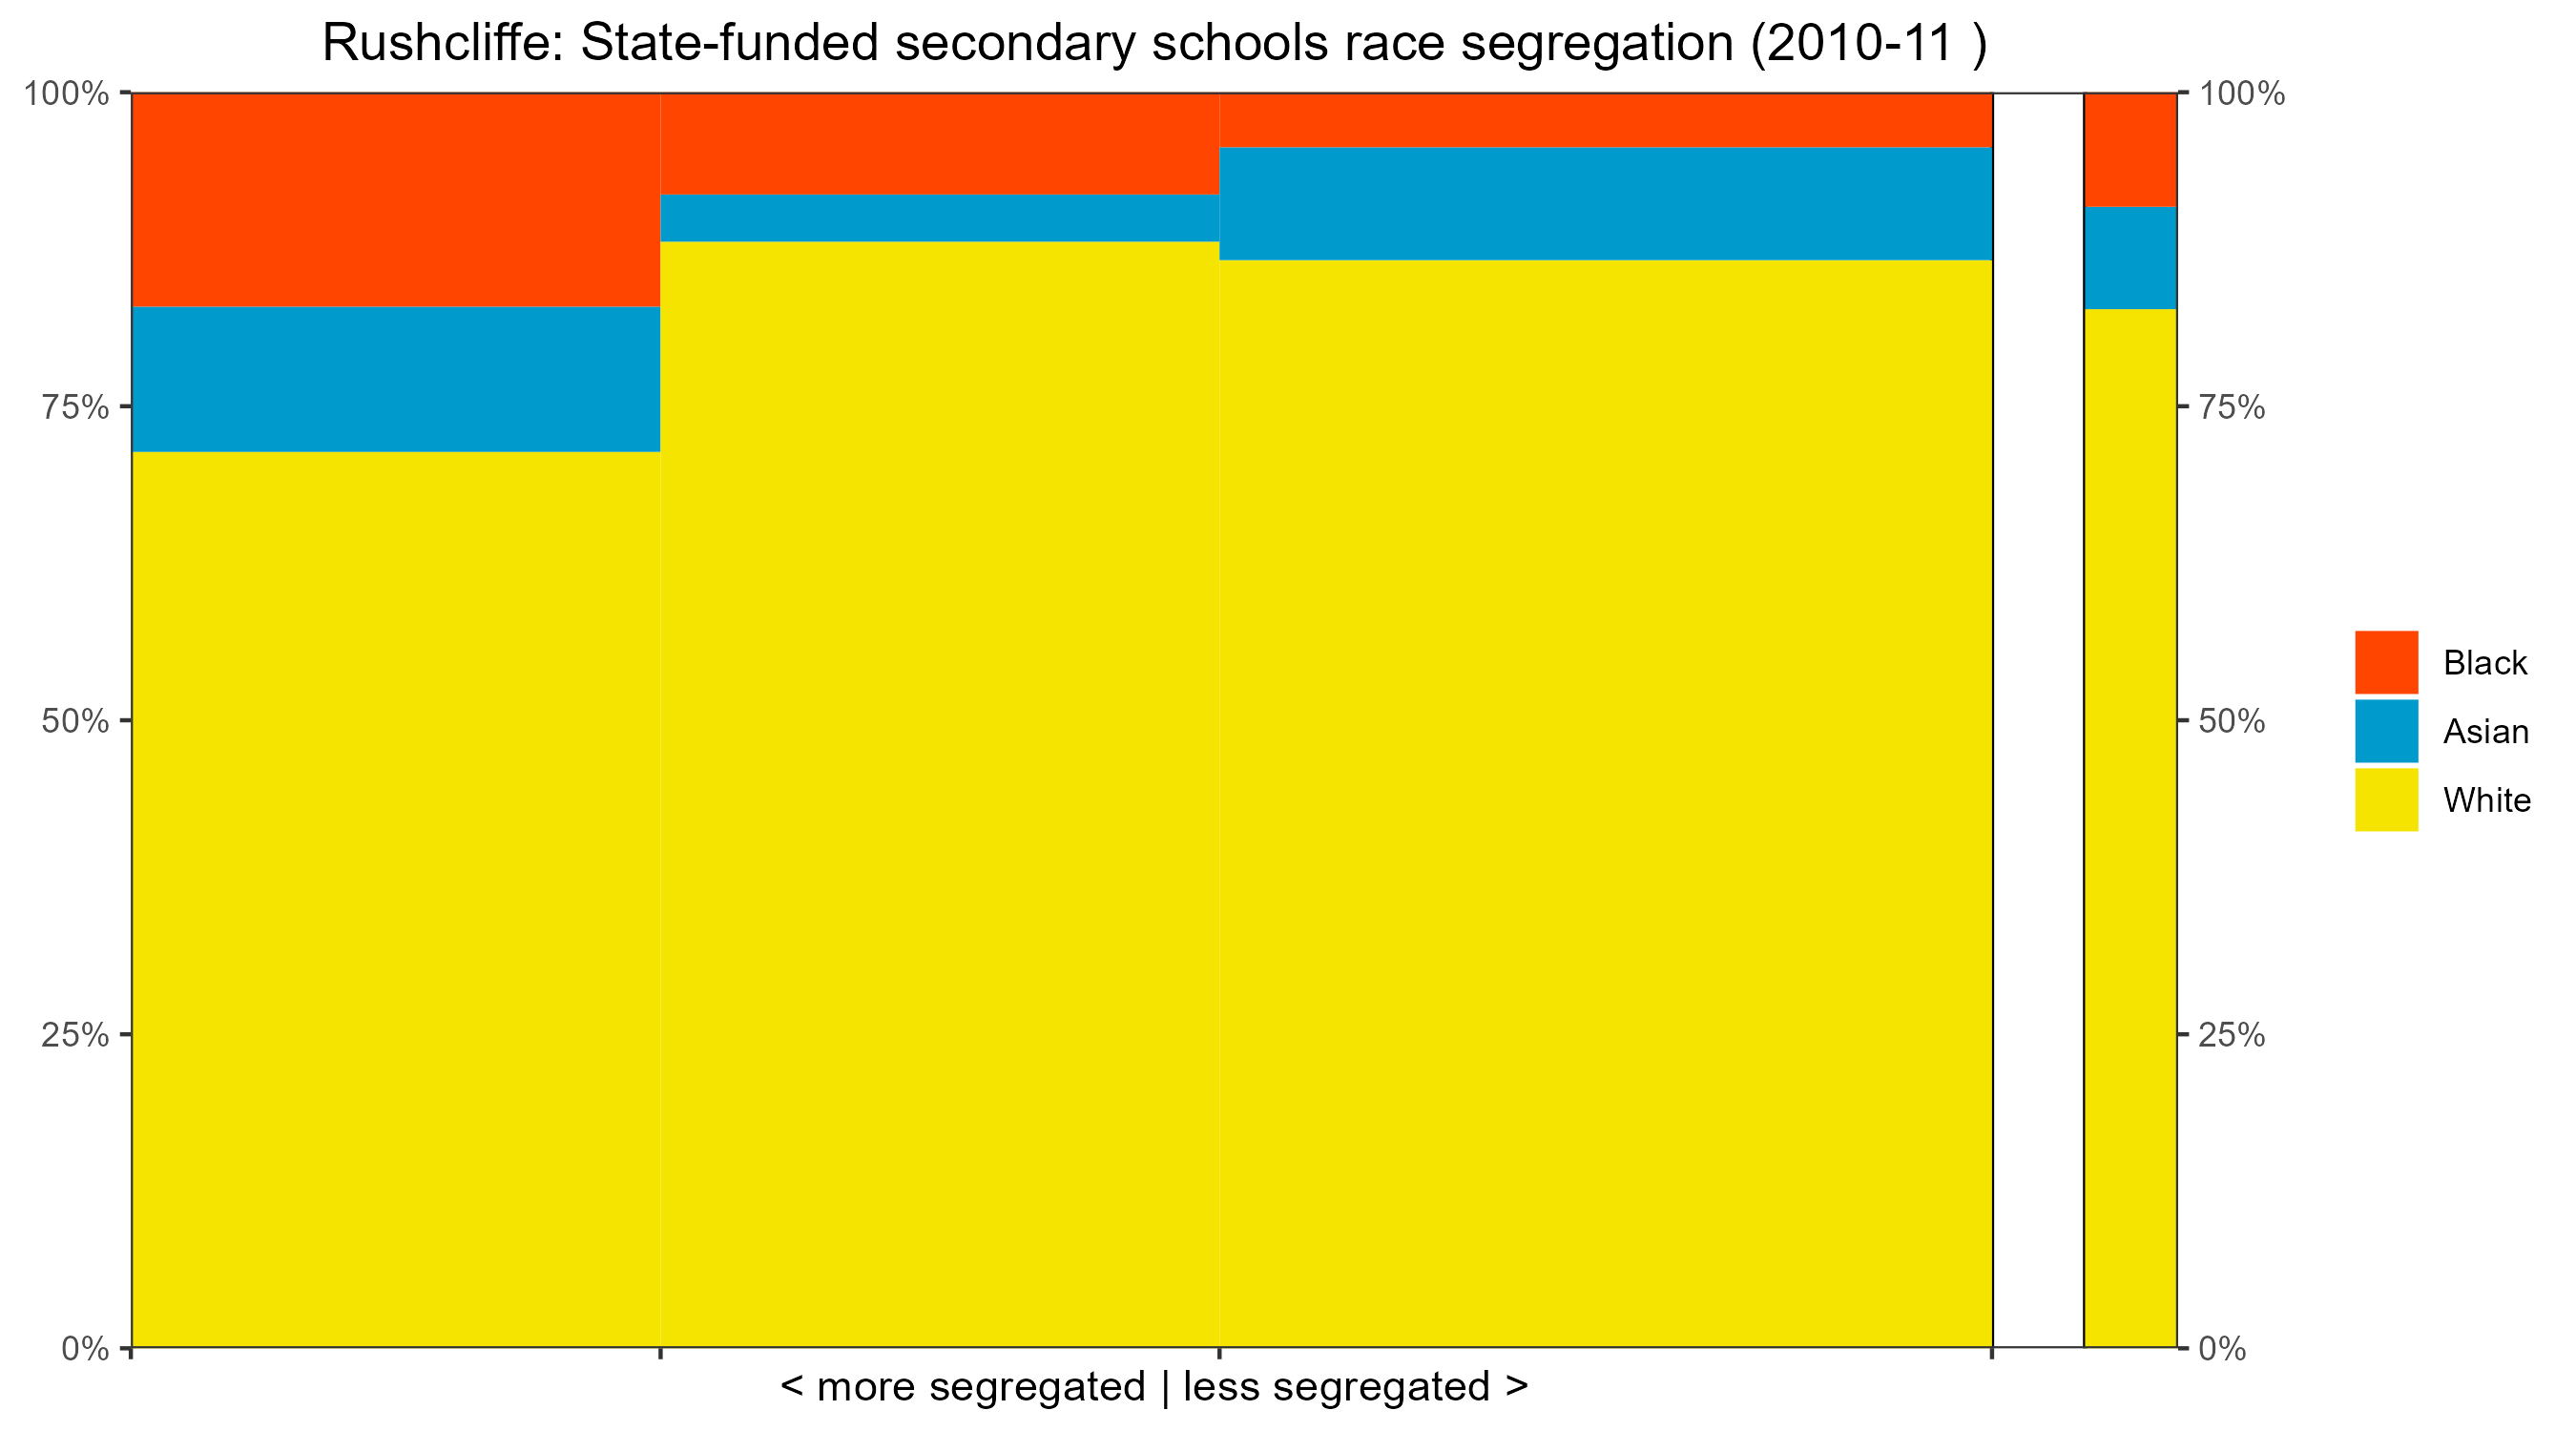 Rushcliffe: State-funded secondary schools race segregation (2010-11 )
100%
75%
50%
25%
0%
100%
75%
50%
25%
0%
Black
Asian
White
< more segregated | less segregated >